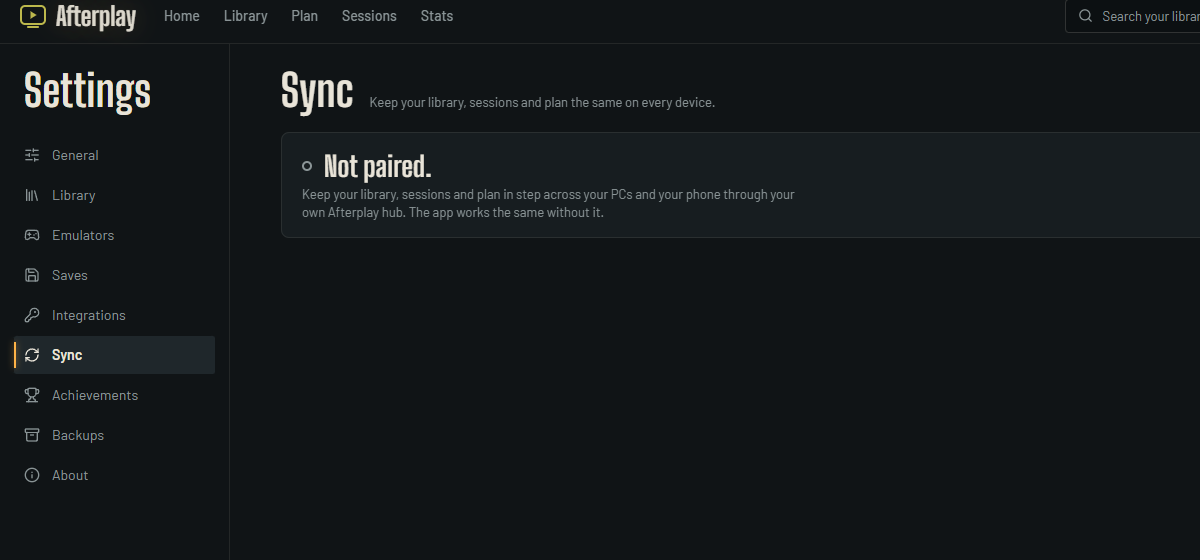 Afterplay
Home
Library
Plan
Sessions
Stats
Search your librar
Settings
General
Library
Emulators
Saves
Integrations
Sync
Achievements
Backups
About
Sync
Keep your library, sessions and plan the same on every device.
Not paired.
Keep your library, sessions and plan in step across your PCs and your phone through your
own Afterplay hub. The app works the same without it.